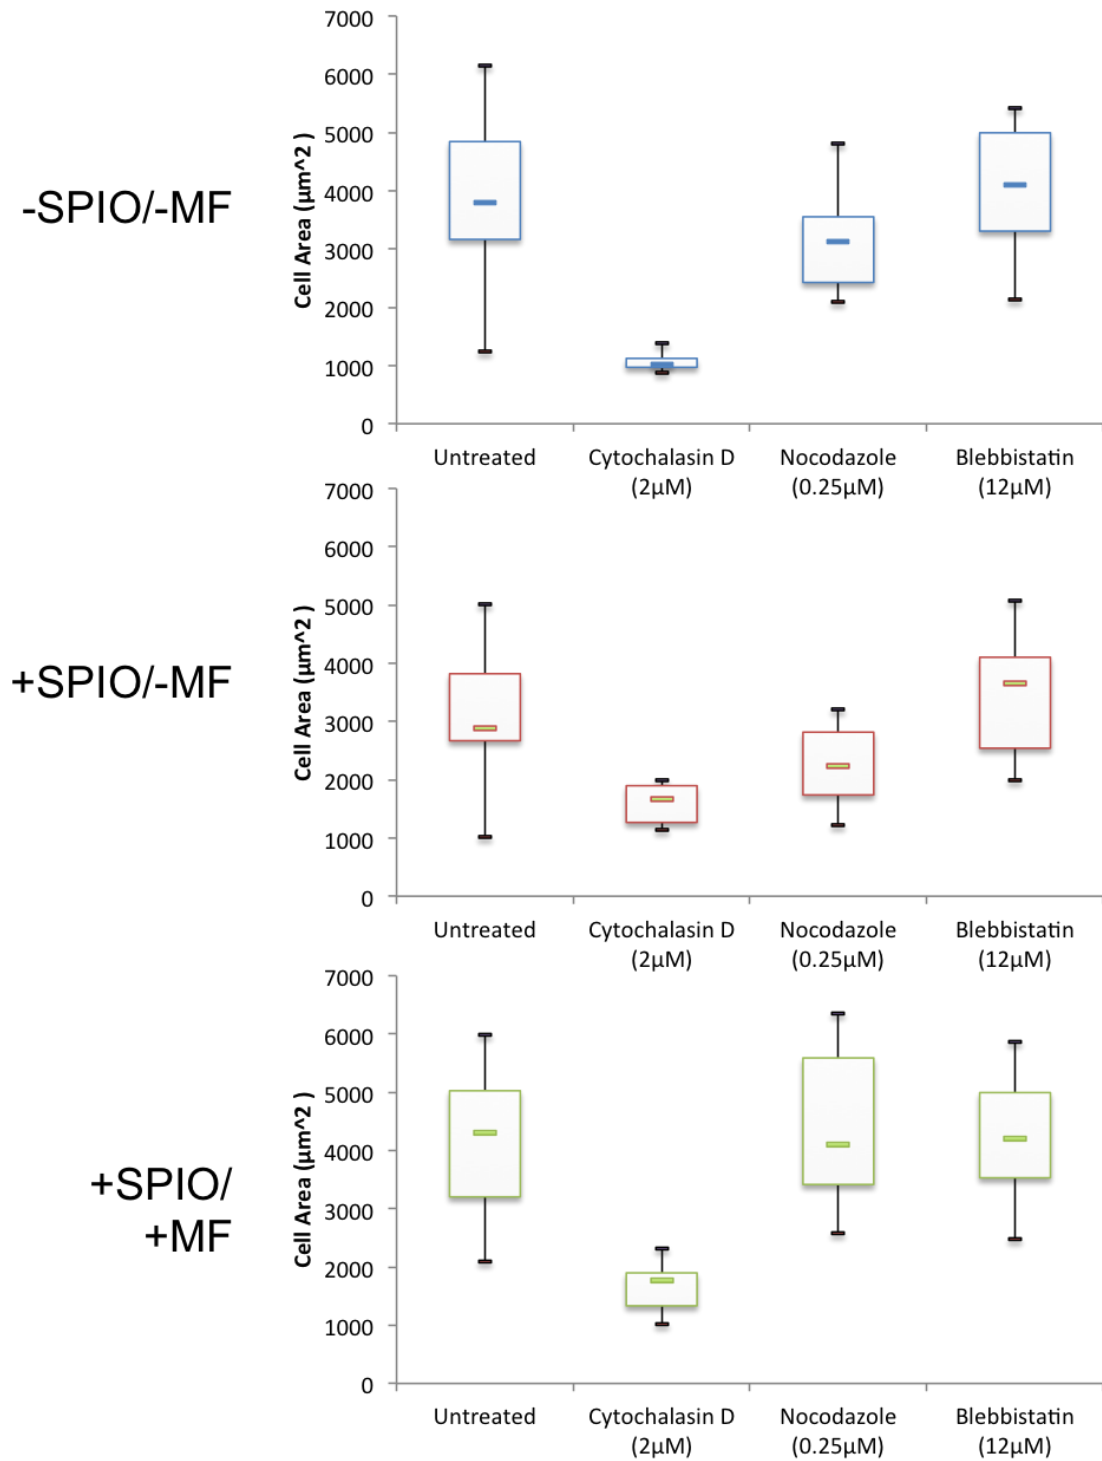 -SPIO/-MF
Cell Area (µm^2 )
7000
6000
5000
4000
3000
2000
1000
0
Untreated
Cytochalasin D
(2µM)
Nocodazole
(0.25µM)
Blebbistatin
(12µM)
+SPIO/-MF
Cell Area (µm^2 )
7000
6000
5000
4000
3000
2000
1000
0
Untreated
Cytochalasin D
(2µM)
Nocodazole
(0.25µM)
Blebbistatin
(12µM)
+SPIO/
+MF
Cell Area (µm^2 )
7000
6000
5000
4000
3000
2000
1000
0
Untreated
Cytochalasin D
(2µM)
Nocodazole
(0.25µM)
Blebbistatin
(12µM)